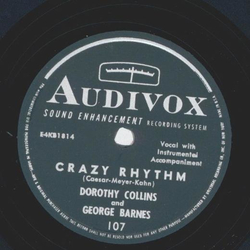 AUDIVOX
SOUND ENHANCEMENT RECORDING SYSTEM
E4KB1814
Vocal with
Instrumental
Accompaniment
CRAZY RHYTHM
(Caesar-Meyer-Kahn)
DOROTHY COLLINS
and
GEORGE BARNES
107